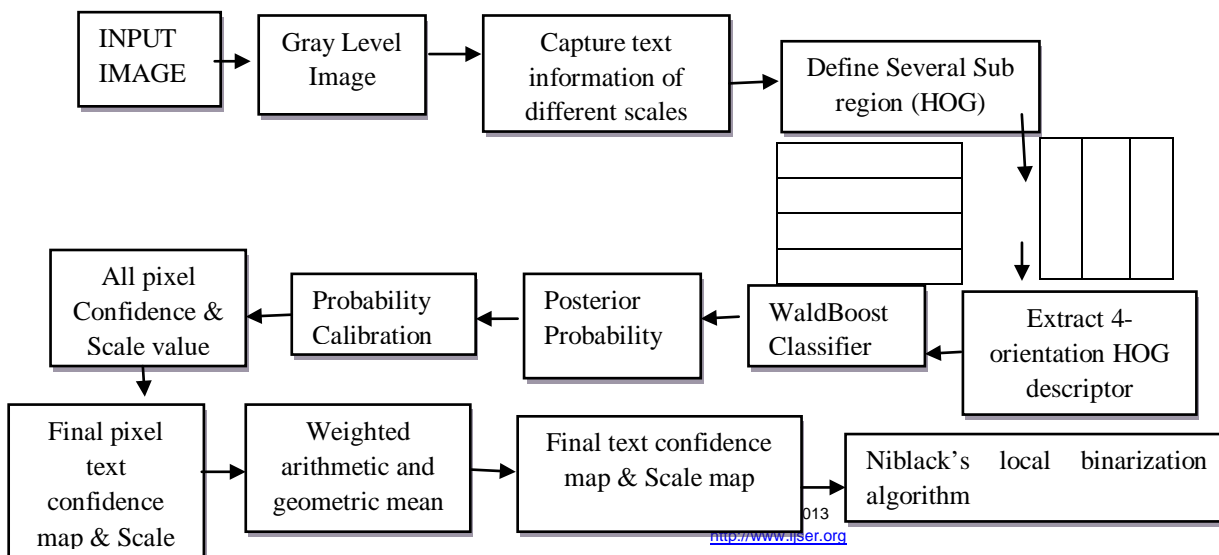 INPUT
IMAGE
Gray Level
Image
Capture text
information of
different scales
Define Several Sub
region (HOG)
All pixel
Confidence &
Scale value
Probability
Calibration
Posterior
Probability
WaldBoost
Classifier
Extract 4-
orientation HOG
descriptor
Final pixel
text
confidence
map & Scale
Weighted
arithmetic and
geometric mean
Final text confidence
map & Scale map
Niblack’s local binarization
algorithm
013
http://www.ijser.org